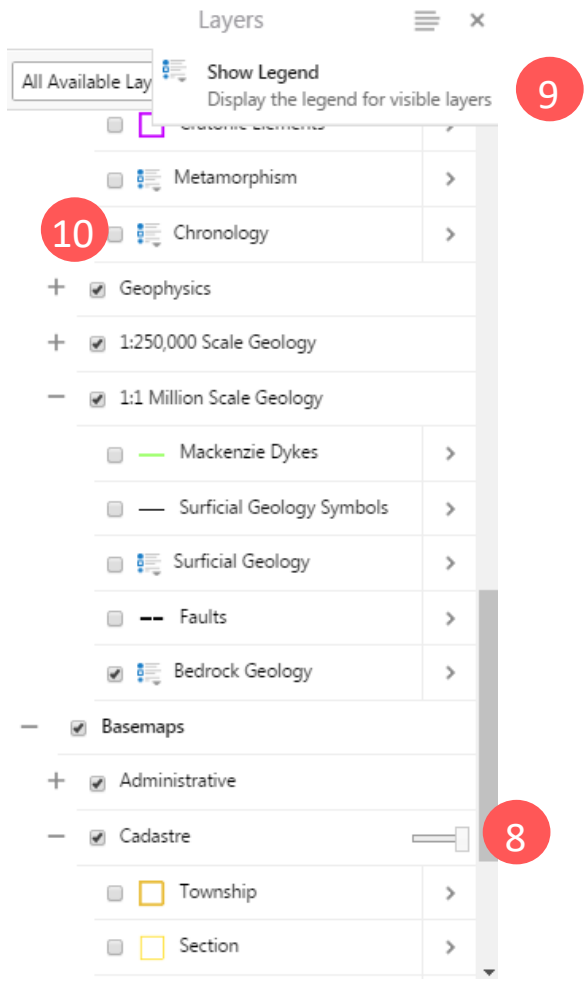 Layers
All Available Lay
Show Legend
Display the legend for visible layers
9
Cratonic Elements
Metamorphism
10
Chronology
Geophysics
1:250,000 Scale Geology
1:1 Million Scale Geology
Mackenzie Dykes
Surficial Geology Symbols
Surficial Geology
Faults
Bedrock Geology
Basemaps
Administrative
Cadastre
8
Township
Section